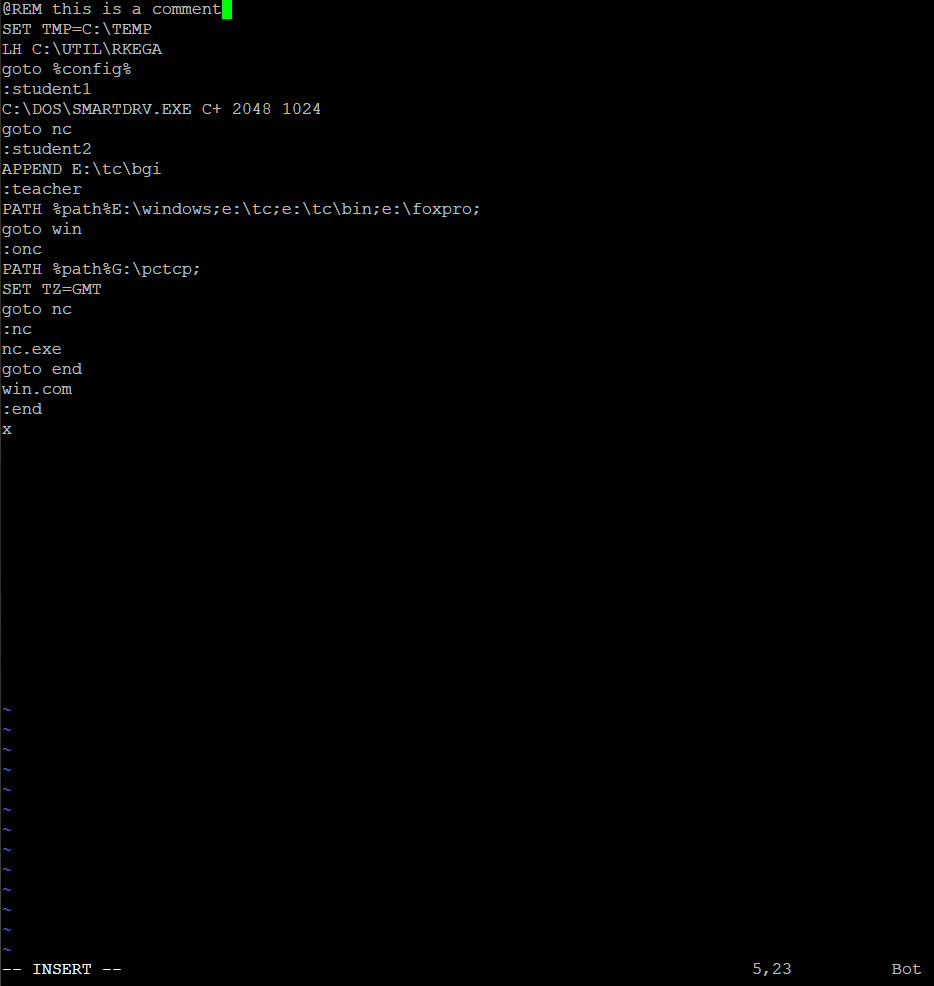 @REM this is a comment
SET TMP=C:\TEMP
LH C:\UTIL\RKEGA
goto %config%
:student1
C:\DOS\SMARTDRV.EXE C+ 2048 1024
goto nc
:student2
APPEND E:\tc\bgi
:teacher
PATH %path%E:\windows;e:\tc;e:\tc\bin;e:\foxpro;
goto win
:onc
PATH %path%G:\pctcp;
SET TZ=GMT
goto nc
:nc
nc.exe
goto end
win.com
:end
x
~
~
~
~
~
~
~
~
~
~
~
~
~
-- INSERT -- 5,23 Bot